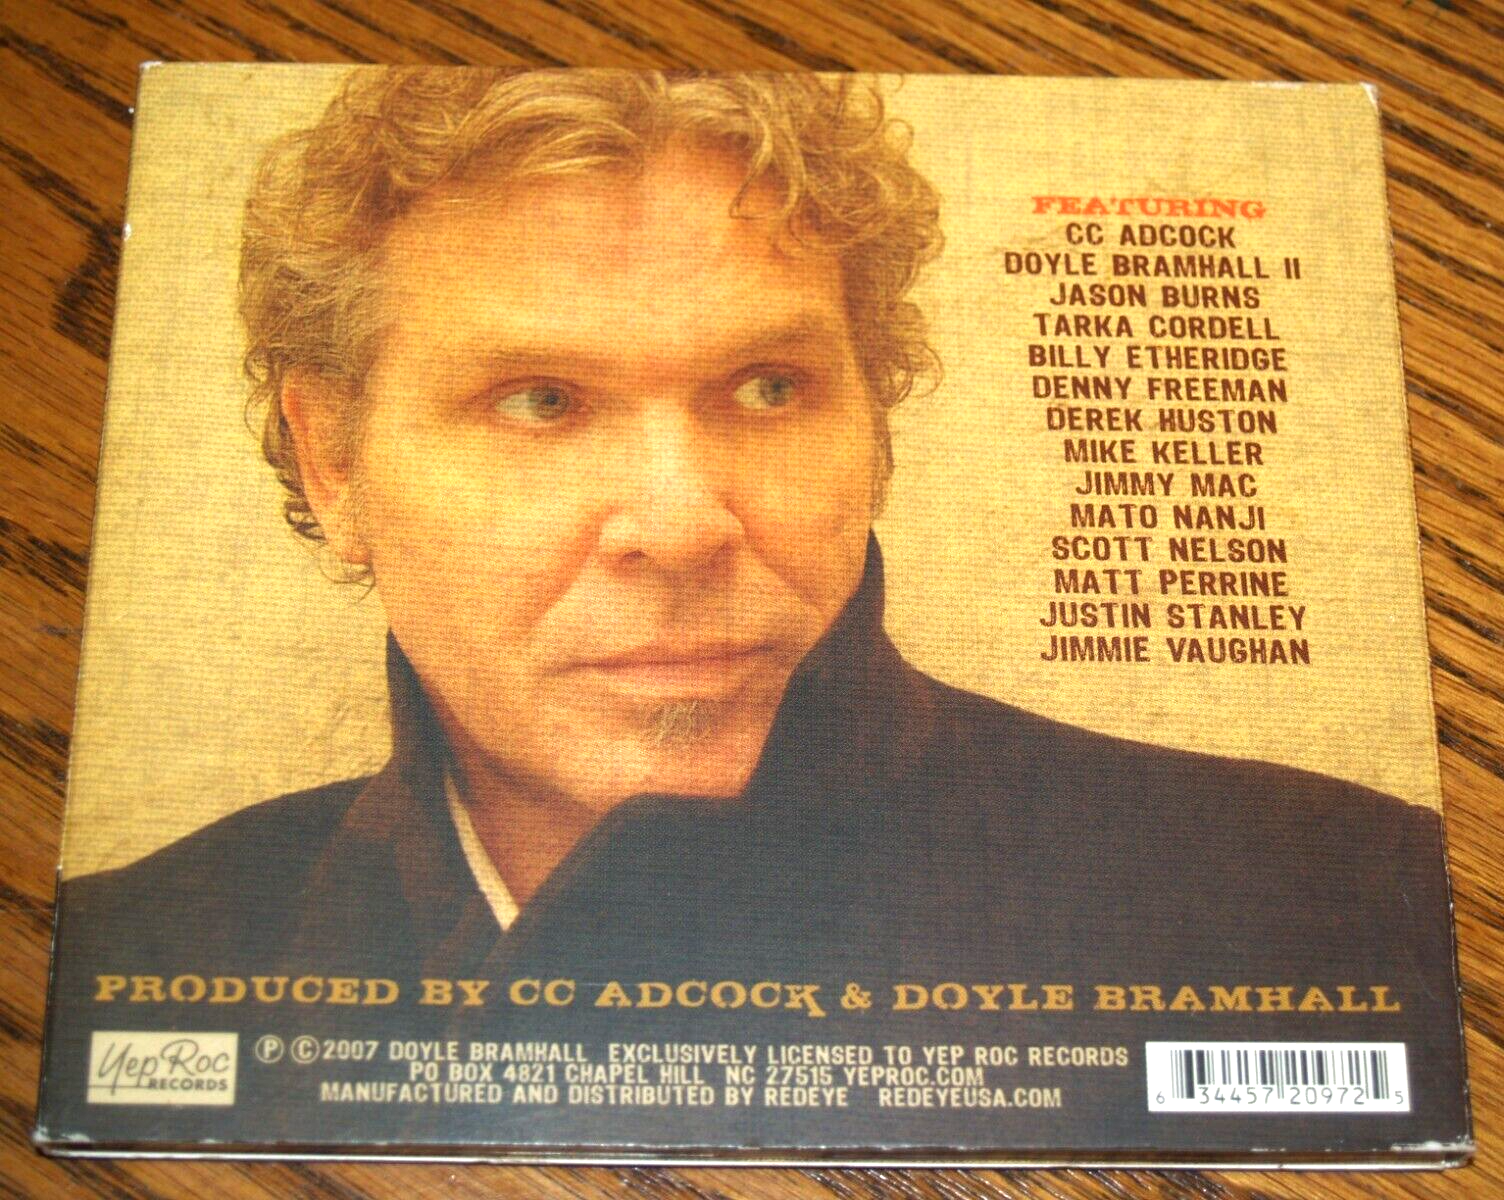 FEATURING
CC ADCOCK
DOYLE BRAMHALL II
JASON BURNS
TARKA CORDELL
BILLY ETHERIDGE
DENNY FREEMAN
DEREK HUSTON
MIKE KELLER
JIMMY MAC
MATO NANJI
SCOTT NELSON
MATT PERRINE
JUSTIN STANLEY
JIMMIE VAUGHAN
PRODUCED BY CC ADCOCK & DOYLE BRAMHALL
Yep Roc
RECORDS
Ⓟ ©2007 DOYLE BRAMHALL EXCLUSIVELY LICENSED TO YEP ROC RECORDS
PO BOX 4821 CHAPEL HILL NC 27515 YEPROC.COM
MANUFACTURED AND DISTRIBUTED BY REDEYE REDEYEUSA.COM
6 34457 20972 5